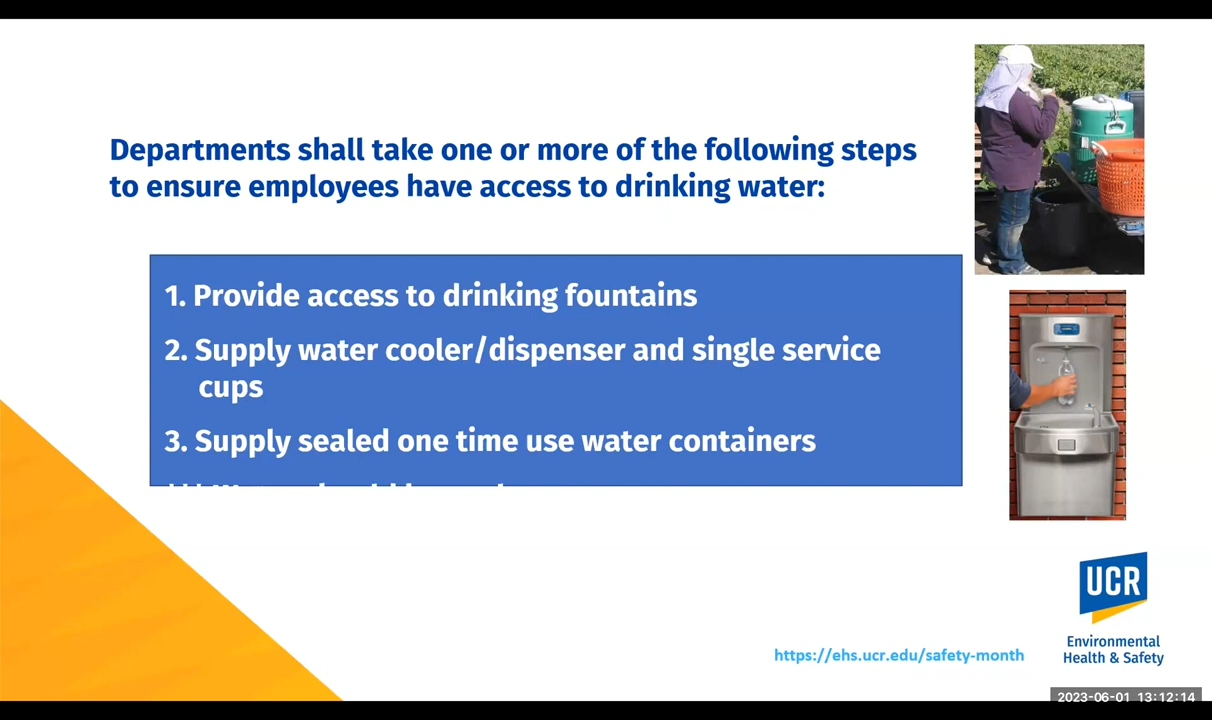 Departments shall take one or more of the following steps
to ensure employees have access to drinking water:
1. Provide access to drinking fountains
2. Supply water cooler/dispenser and single service
cups
3. Supply sealed one time use water containers
UCR
Environmental
Health & Safety
https://ehs.ucr.edu/safety-month
2023-06-01 13:12:14